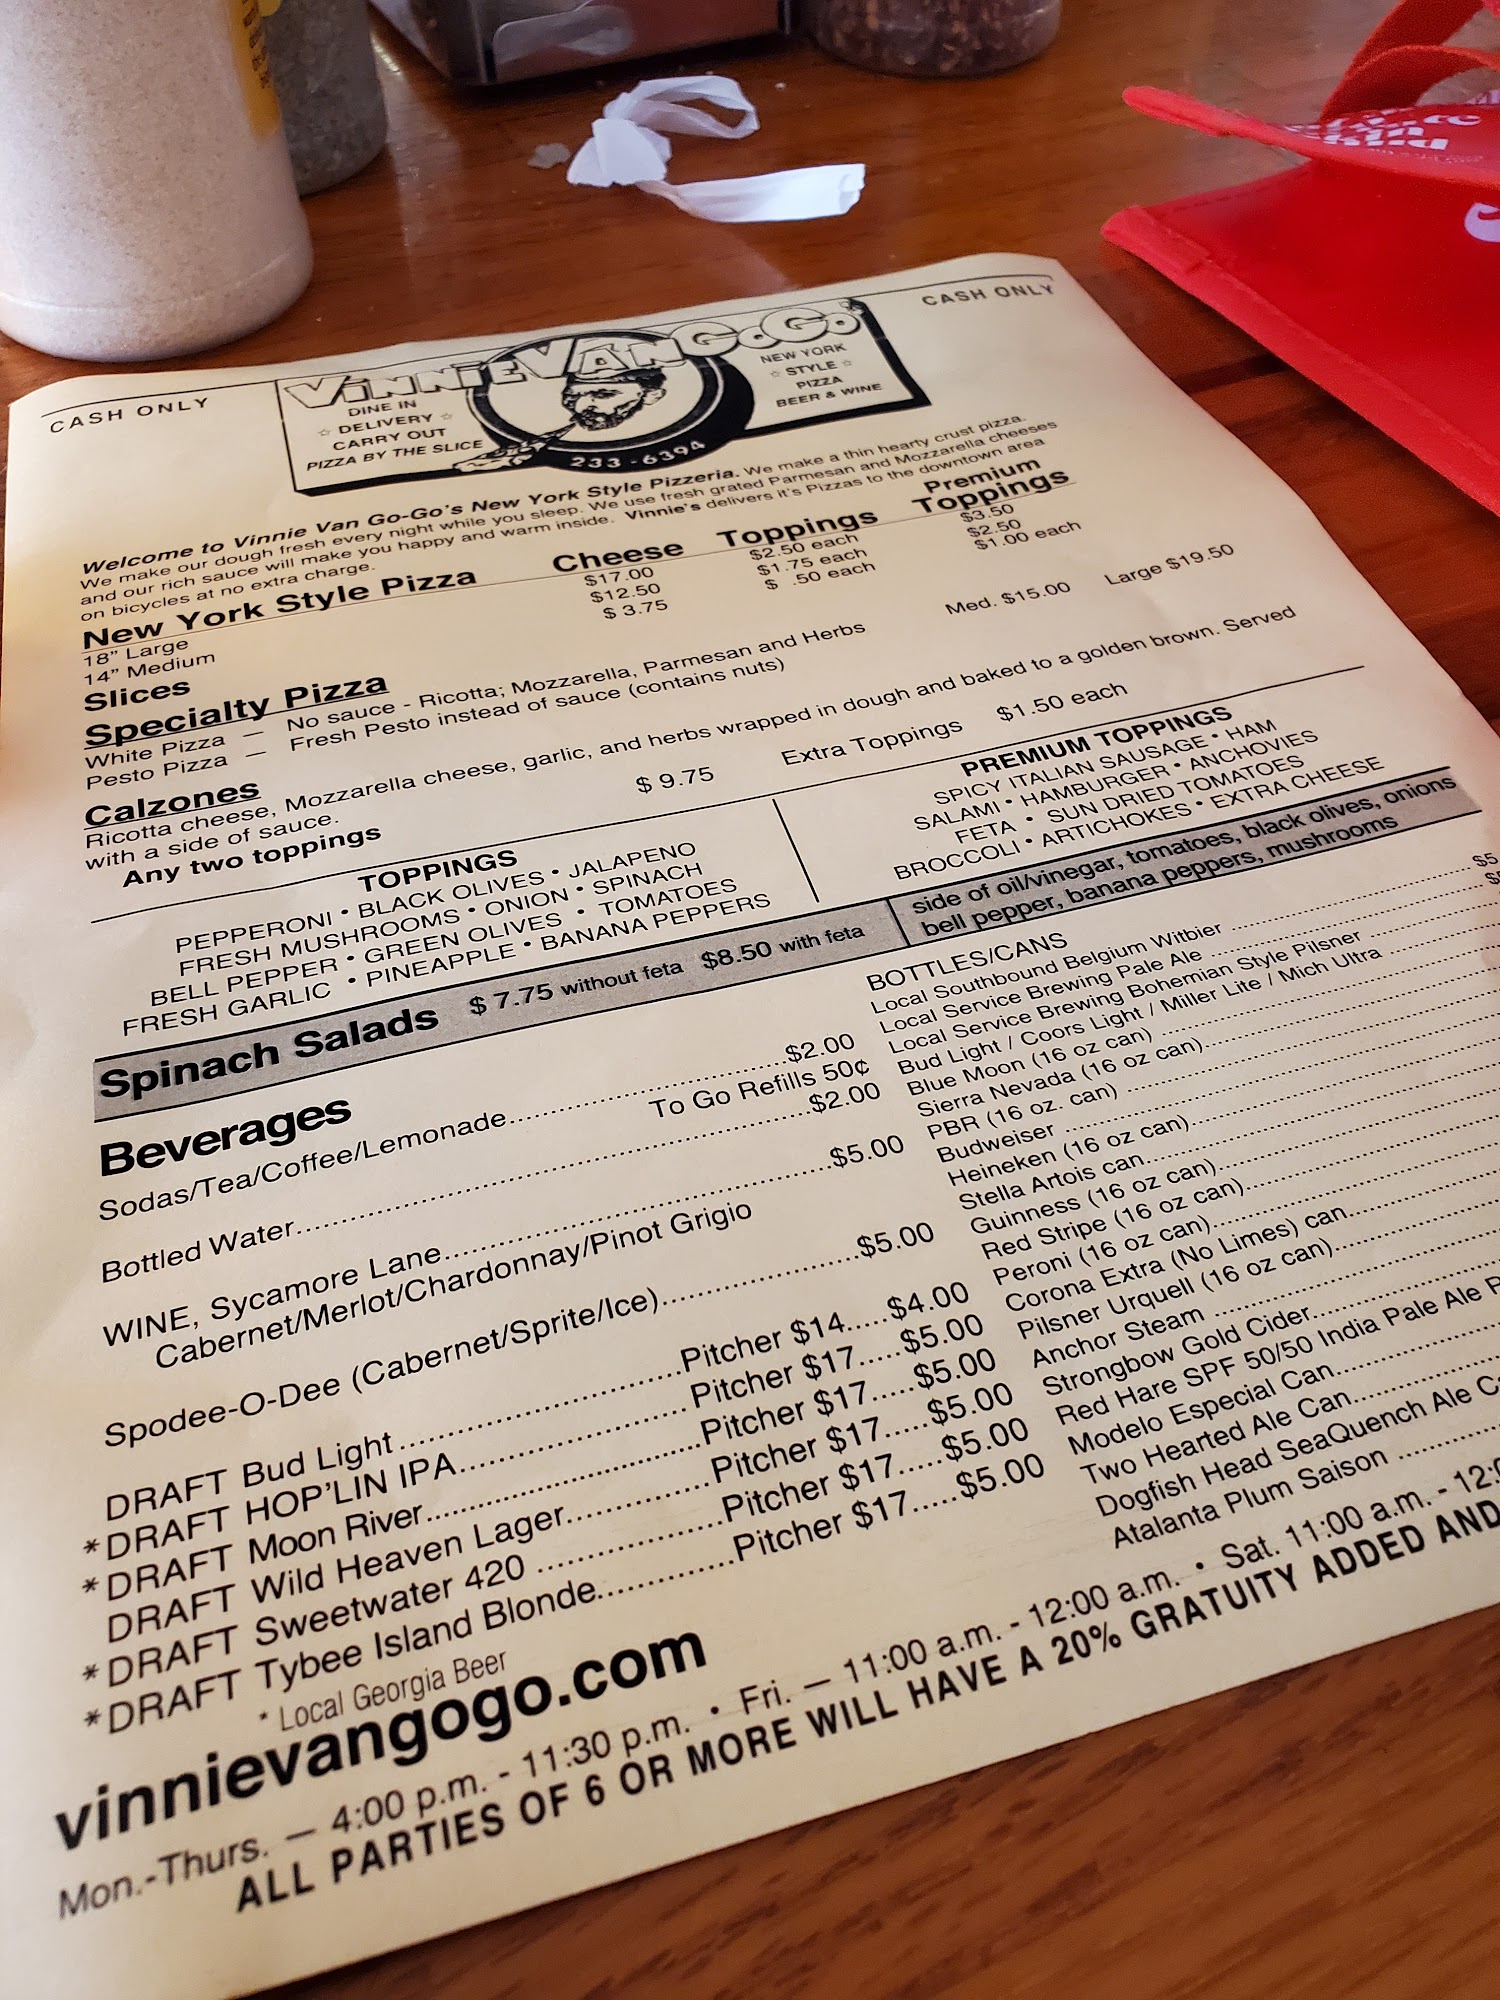 CASH ONLY
CASH ONLY
VINNIE VAN GOGO
DINE IN
☆ DELIVERY ☆
CARRY OUT
PIZZA BY THE SLICE
NEW YORK
☆ STYLE ☆
PIZZA
BEER & WINE
233-6394
Welcome to Vinnie Van Go-Go's New York Style Pizzeria. We make a thin hearty crust pizza.
We make our dough fresh every night while you sleep. We use fresh grated Parmesan and Mozzarella cheeses
and our rich sauce will make you happy and warm inside. Vinnie's delivers it's Pizzas to the downtown area
on bicycles at no extra charge.
New York Style Pizza Cheese Toppings Premium Toppings
18" Large $17.00 $2.50 each $3.50
14" Medium $12.50 $1.75 each $2.50
Slices $ 3.75 $ .50 each $1.00 each
Specialty Pizza Med. $15.00 Large $19.50
White Pizza — No sauce - Ricotta; Mozzarella, Parmesan and Herbs
Pesto Pizza — Fresh Pesto instead of sauce (contains nuts)
Calzones
Ricotta cheese, Mozzarella cheese, garlic, and herbs wrapped in dough and baked to a golden brown. Served
with a side of sauce.
Any two toppings $ 9.75 Extra Toppings $1.50 each
TOPPINGS
PEPPERONI • BLACK OLIVES • JALAPENO
FRESH MUSHROOMS • ONION • SPINACH
BELL PEPPER • GREEN OLIVES • TOMATOES
FRESH GARLIC • PINEAPPLE • BANANA PEPPERS
PREMIUM TOPPINGS
SPICY ITALIAN SAUSAGE • HAM
SALAMI • HAMBURGER • ANCHOVIES
FETA • SUN DRIED TOMATOES
BROCCOLI • ARTICHOKES • EXTRA CHEESE
Spinach Salads $ 7.75 without feta $8.50 with feta
side of oil/vinegar, tomatoes, black olives, onions
bell pepper, banana peppers, mushrooms
Beverages
Sodas/Tea/Coffee/Lemonade..............................$2.00
To Go Refills 50¢
Bottled Water..............................$2.00
WINE, Sycamore Lane..............................$5.00
Cabernet/Merlot/Chardonnay/Pinot Grigio
Spodee-O-Dee (Cabernet/Sprite/Ice)....................$5.00
DRAFT Bud Light..............................Pitcher $14.....$4.00
*DRAFT HOP'LIN IPA....................Pitcher $17.....$5.00
*DRAFT Moon River..............................Pitcher $17.....$5.00
DRAFT Wild Heaven Lager...............Pitcher $17.....$5.00
*DRAFT Sweetwater 420 ....................Pitcher $17.....$5.00
*DRAFT Tybee Island Blonde...............Pitcher $17.....$5.00
* Local Georgia Beer
BOTTLES/CANS
Local Southbound Belgium Witbier ....................$5
Local Service Brewing Pale Ale ....................
Local Service Brewing Bohemian Style Pilsner ..........
Bud Light / Coors Light / Miller Lite / Mich Ultra ..........
Blue Moon (16 oz can) ....................
Sierra Nevada (16 oz can)....................
PBR (16 oz. can) ....................
Budweiser ....................
Heineken (16 oz can)....................
Stella Artois can....................
Guinness (16 oz can)....................
Red Stripe (16 oz can)....................
Peroni (16 oz can)....................
Corona Extra (No Limes) can....................
Pilsner Urquell (16 oz can)....................
Anchor Steam ....................
Strongbow Gold Cider....................
Red Hare SPF 50/50 India Pale Ale
Modelo Especial Can....................
Two Hearted Ale Can....................
Dogfish Head SeaQuench Ale
Atalanta Plum Saison ..........
vinnievangogo.com
Mon.-Thurs. — 4:00 p.m. - 11:30 p.m. • Fri. — 11:00 a.m. - 12:00 a.m. • Sat. 11:00 a.m. -
ALL PARTIES OF 6 OR MORE WILL HAVE A 20% GRATUITY ADDED AND